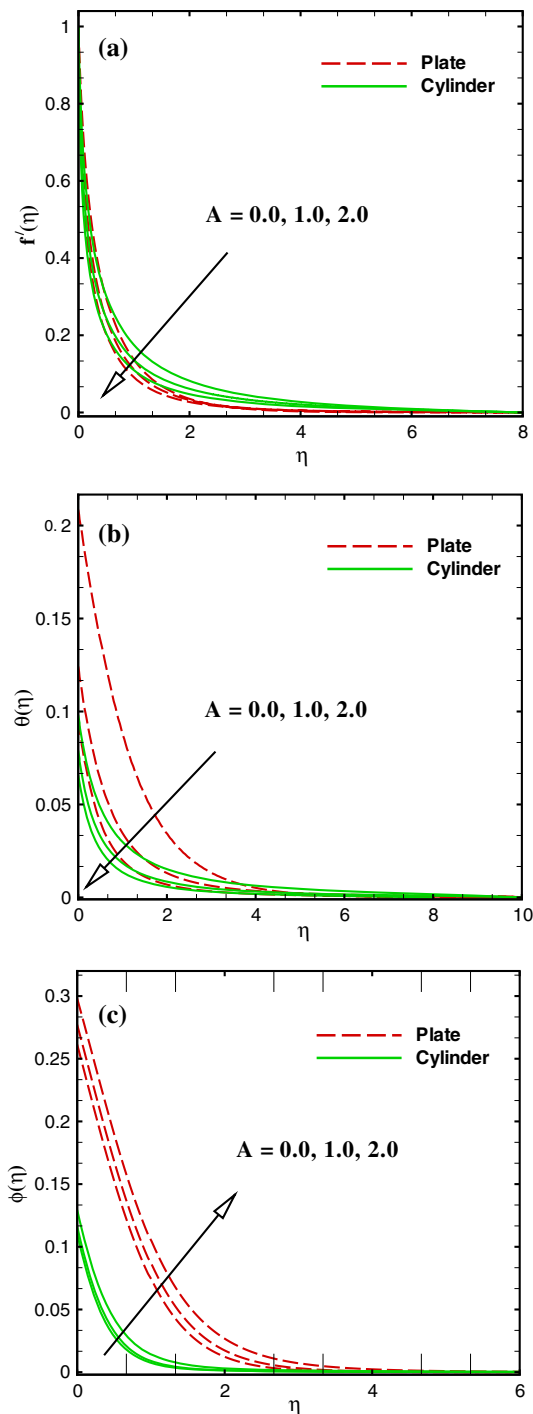 (a)
Plate
Cylinder
A = 0.0, 1.0, 2.0
f'(η)
1
0.8
0.6
0.4
0.2
0
0 2 4 6 8
η
(b)
Plate
Cylinder
A = 0.0, 1.0, 2.0
θ(η)
0.2
0.15
0.1
0.05
0
0 2 4 6 8 10
η
(c)
Plate
Cylinder
A = 0.0, 1.0, 2.0
ϕ(η)
0.3
0.25
0.2
0.15
0.1
0.05
0
0 2 4 6
η